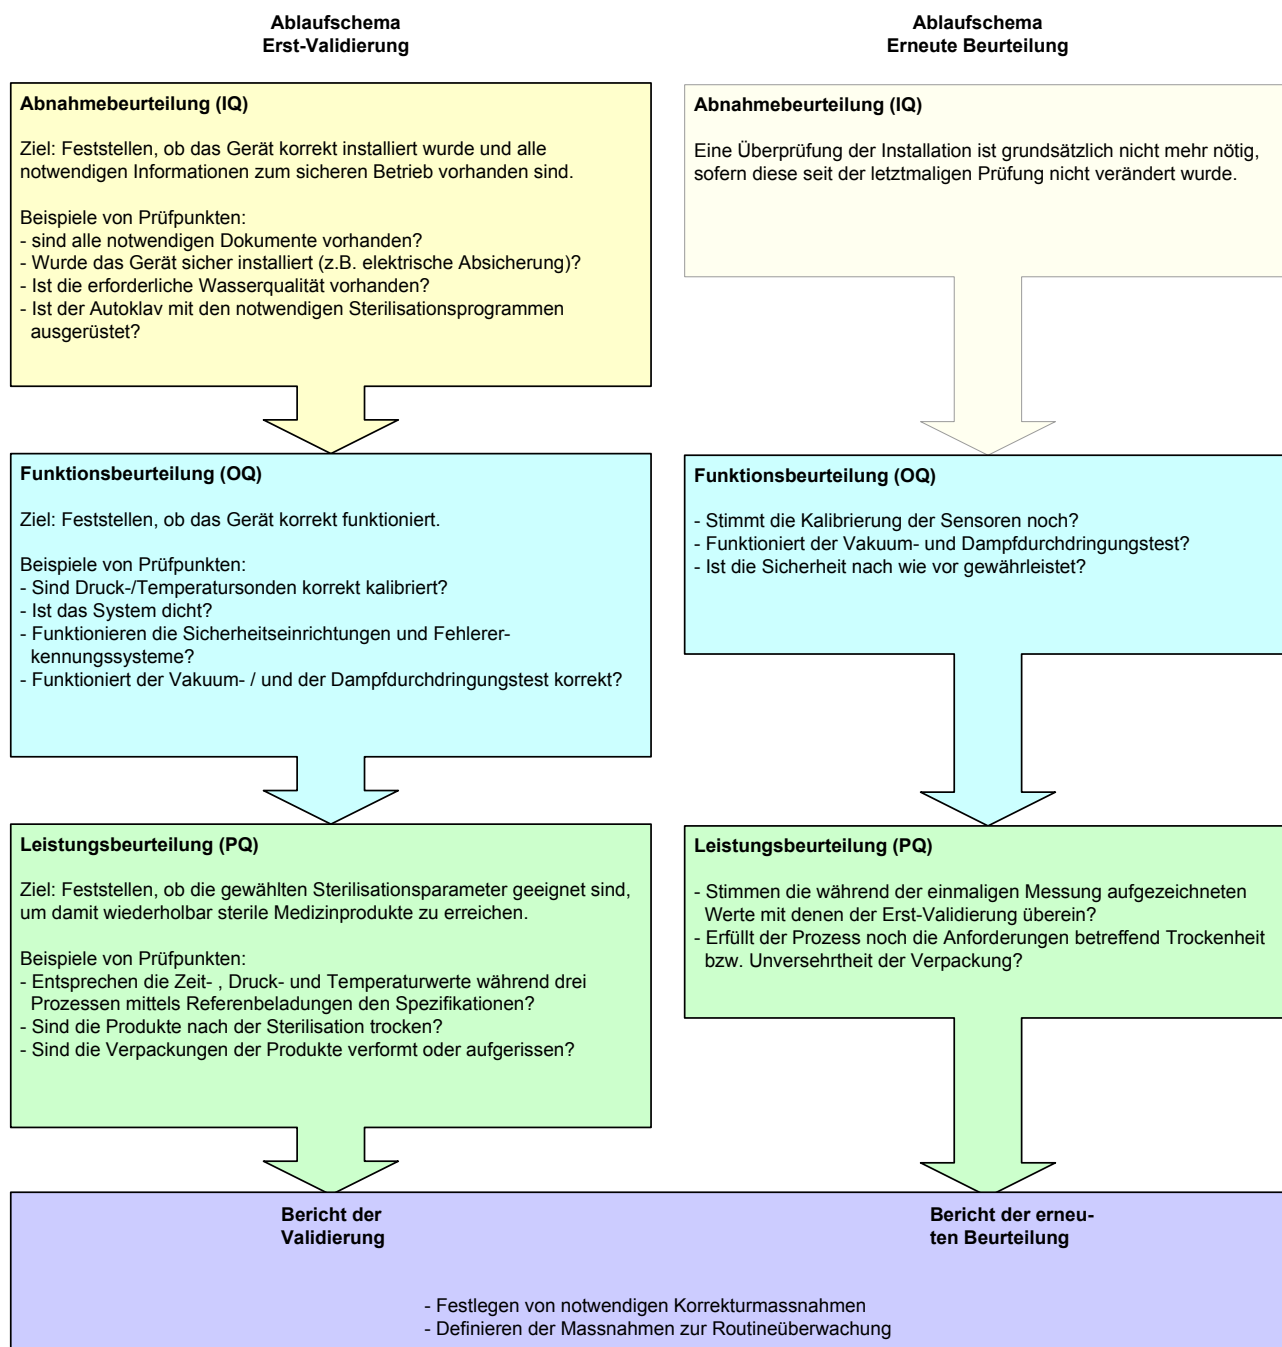 Ablaufschema
Erst-Validierung
Abnahmebeurteilung (IQ)
Ziel: Feststellen, ob das Gerät korrekt installiert wurde und alle
notwendigen Informationen zum sicheren Betrieb vorhanden sind.
Beispiele von Prüfpunkten:
- sind alle notwendigen Dokumente vorhanden?
- Wurde das Gerät sicher installiert (z.B. elektrische Absicherung)?
- Ist die erforderliche Wasserqualität vorhanden?
- Ist der Autoklav mit den notwendigen Sterilisationsprogrammen
ausgerüstet?
Funktionsbeurteilung (OQ)
Ziel: Feststellen, ob das Gerät korrekt funktioniert.
Beispiele von Prüfpunkten:
- Sind Druck-/Temperatursonden korrekt kalibriert?
- Ist das System dicht?
- Funktionieren die Sicherheitseinrichtungen und Fehlerer-
kennungssysteme?
- Funktioniert der Vakuum- / und der Dampfdurchdringungstest korrekt?
Leistungsbeurteilung (PQ)
Ziel: Feststellen, ob die gewählten Sterilisationsparameter geeignet sind,
um damit wiederholbar sterile Medizinprodukte zu erreichen.
Beispiele von Prüfpunkten:
- Entsprechen die Zeit- , Druck- und Temperaturwerte während drei
Prozessen mittels Referenbeladungen den Spezifikationen?
- Sind die Produkte nach der Sterilisation trocken?
- Sind die Verpackungen der Produkte verformt oder aufgerissen?
Bericht der
Validierung
Ablaufschema
Erneute Beurteilung
Abnahmebeurteilung (IQ)
Eine Überprüfung der Installation ist grundsätzlich nicht mehr nötig,
sofern diese seit der letztmaligen Prüfung nicht verändert wurde.
Funktionsbeurteilung (OQ)
- Stimmt die Kalibrierung der Sensoren noch?
- Funktioniert der Vakuum- und Dampfdurchdringungstest?
- Ist die Sicherheit nach wie vor gewährleistet?
Leistungsbeurteilung (PQ)
- Stimmen die während der einmaligen Messung aufgezeichneten
Werte mit denen der Erst-Validierung überein?
- Erfüllt der Prozess noch die Anforderungen betreffend Trockenheit
bzw. Unversehrtheit der Verpackung?
Bericht der erneu-
ten Beurteilung
- Festlegen von notwendigen Korrekturmassnahmen
- Definieren der Massnahmen zur Routineüberwachung